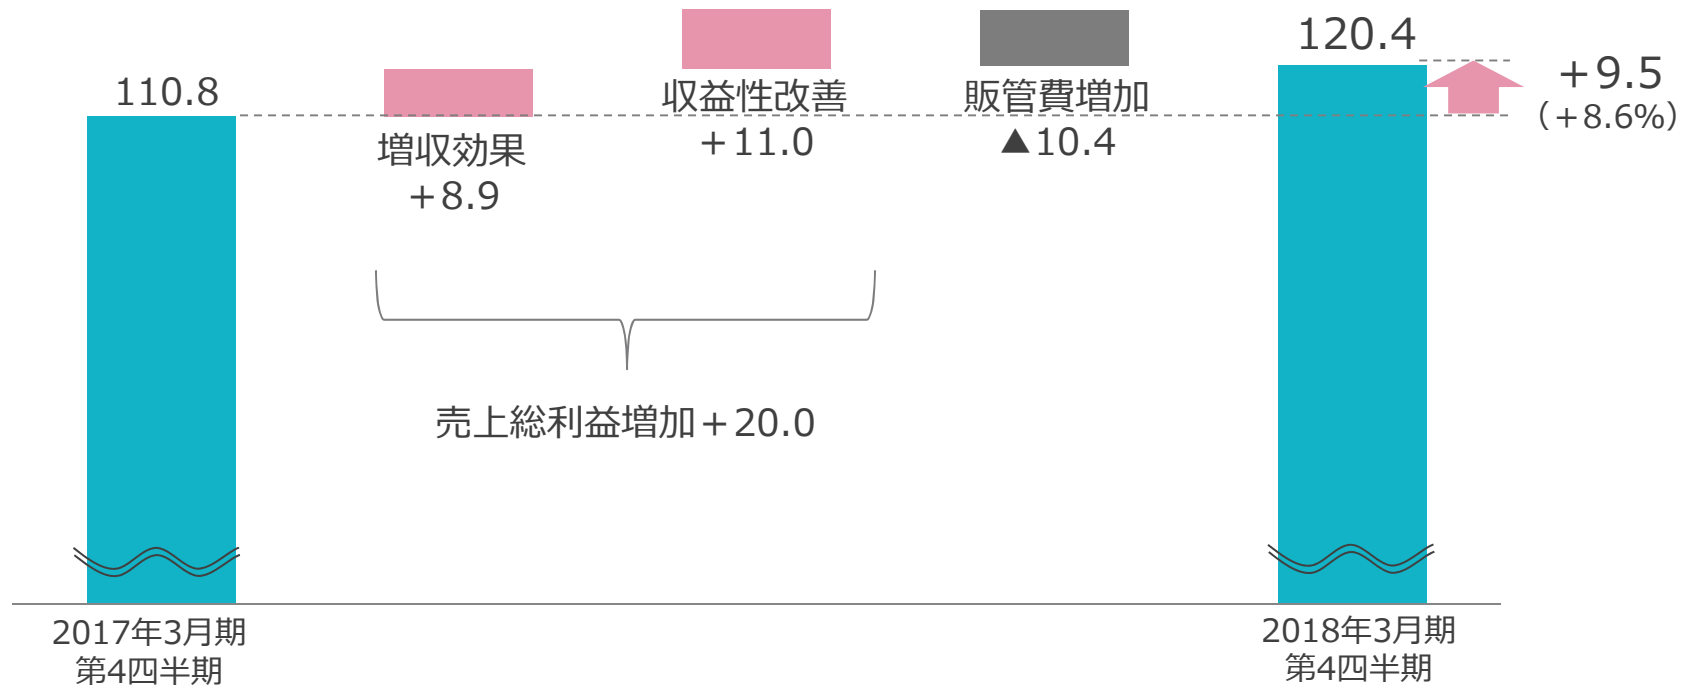 110.8
増収効果
+8.9
収益性改善
+11.0
販管費増加
▲10.4
120.4
+9.5
(+8.6%)
売上総利益増加+20.0
2017年3月期
第4四半期
2018年3月期
第4四半期